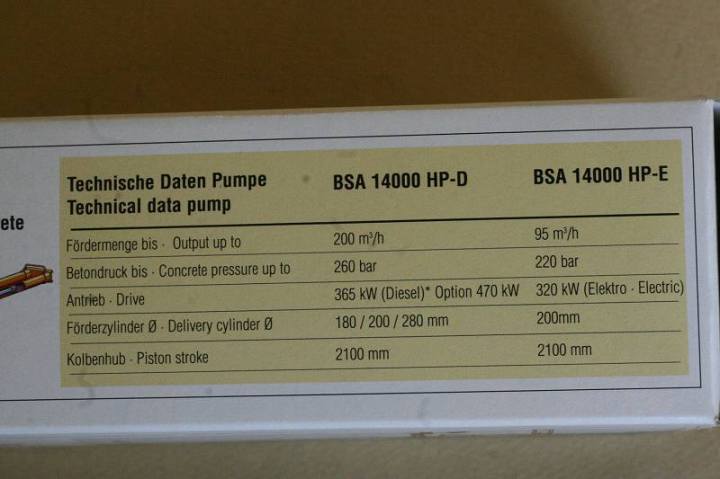 ete
Technische Daten Pumpe BSA 14000 HP-D BSA 14000 HP-E
Technical data pump
Fördermenge bis · Output up to 200 m³/h 95 m³/h
Betondruck bis · Concrete pressure up to 260 bar 220 bar
Antrieb · Drive 365 kW (Diesel)* Option 470 kW 320 kW (Elektro · Electric)
Förderzylinder Ø · Delivery cylinder Ø 180 / 200 / 280 mm 200mm
Kolbenhub · Piston stroke 2100 mm 2100 mm